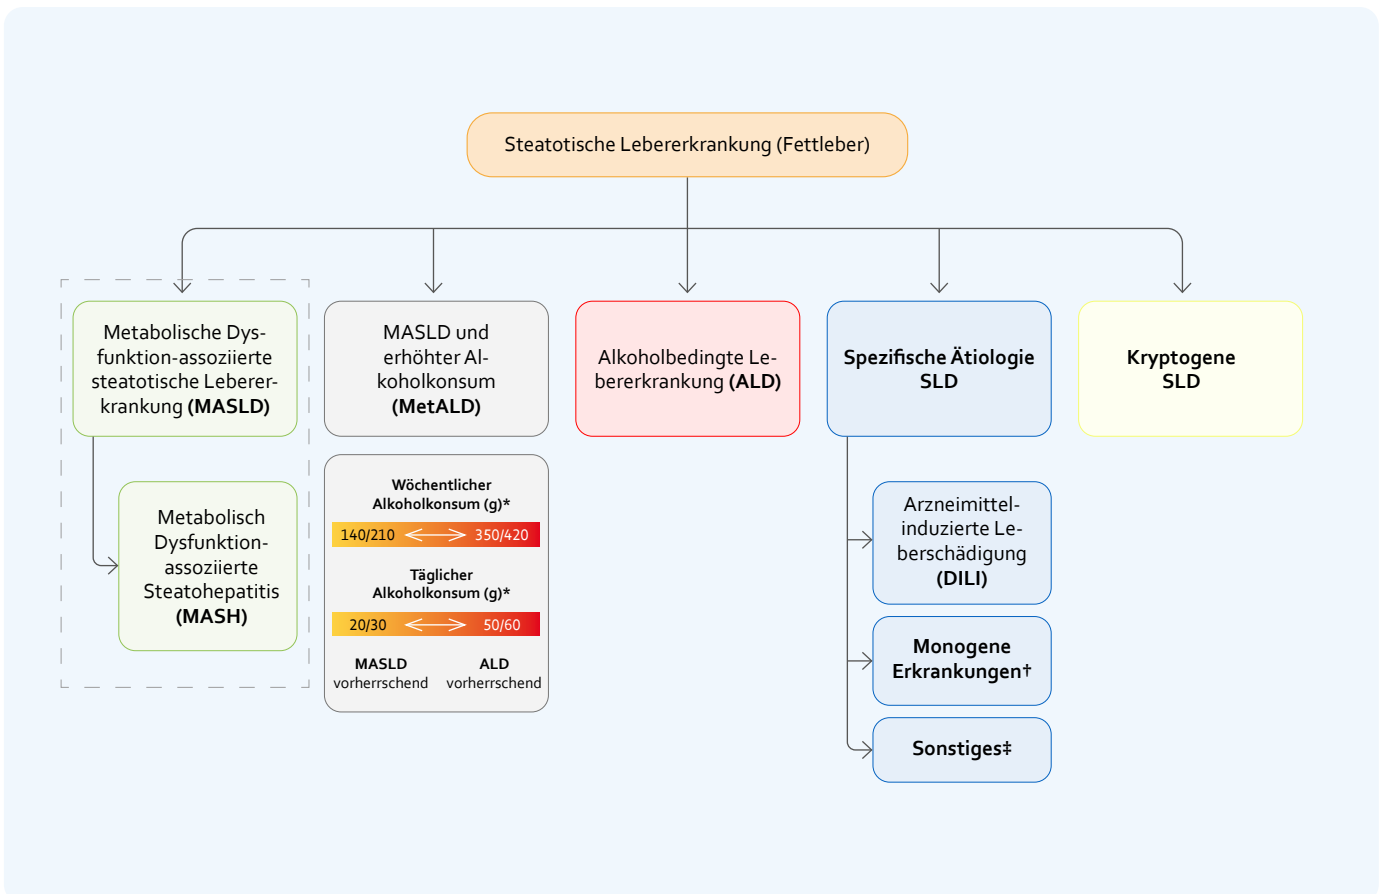 Steatotische Lebererkrankung (Fettleber)
Metabolische Dys-
funktion-assoziierte
steatotische Leberer-
krankung (MASLD)
Metabolisch
Dysfunktion-
assoziierte
Steatohepatitis
(MASH)
MASLD und
erhöhter Al-
koholkonsum
(MetALD)
Wöchentlicher
Alkoholkonsum (g)*
140/210 350/420
Täglicher
Alkoholkonsum (g)*
20/30 50/60
MASLD ALD
vorherrschend vorherrschend
Alkoholbedingte Le-
bererkrankung (ALD)
Spezifische Ätiologie
SLD
Arzneimittel-
induzierte Le-
berschädigung
(DILI)
Monogene
Erkrankungen†
Sonstiges‡
Kryptogene
SLD